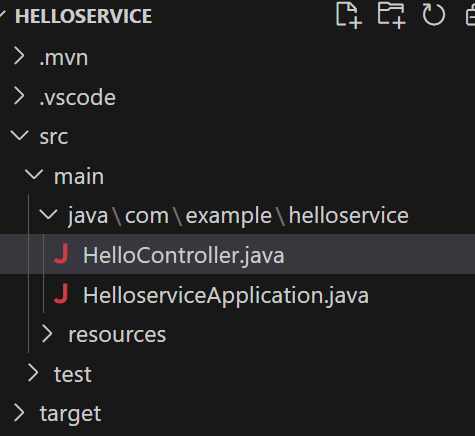 HELLOSERVICE
.mvn
.vscode
src
main
java\com\example\helloservice
HelloController.java
HelloserviceApplication.java
resources
test
target